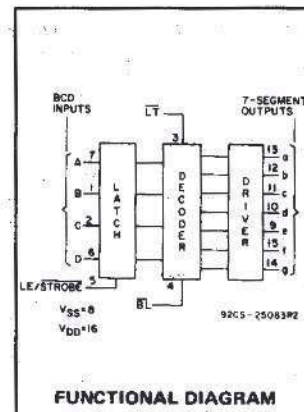 BCD
INPUTS
7-SEGMENT
OUTPUTS
LT
3
A 7
B 1
C 2
D 6
LATCH
DECODER
DRIVER
13 a
12 b
11 c
10 d
9 e
15 f
14 g
5
LE/STROBE
4
BL
VSS=8
VDD=16
92CS-25083R2
FUNCTIONAL DIAGRAM